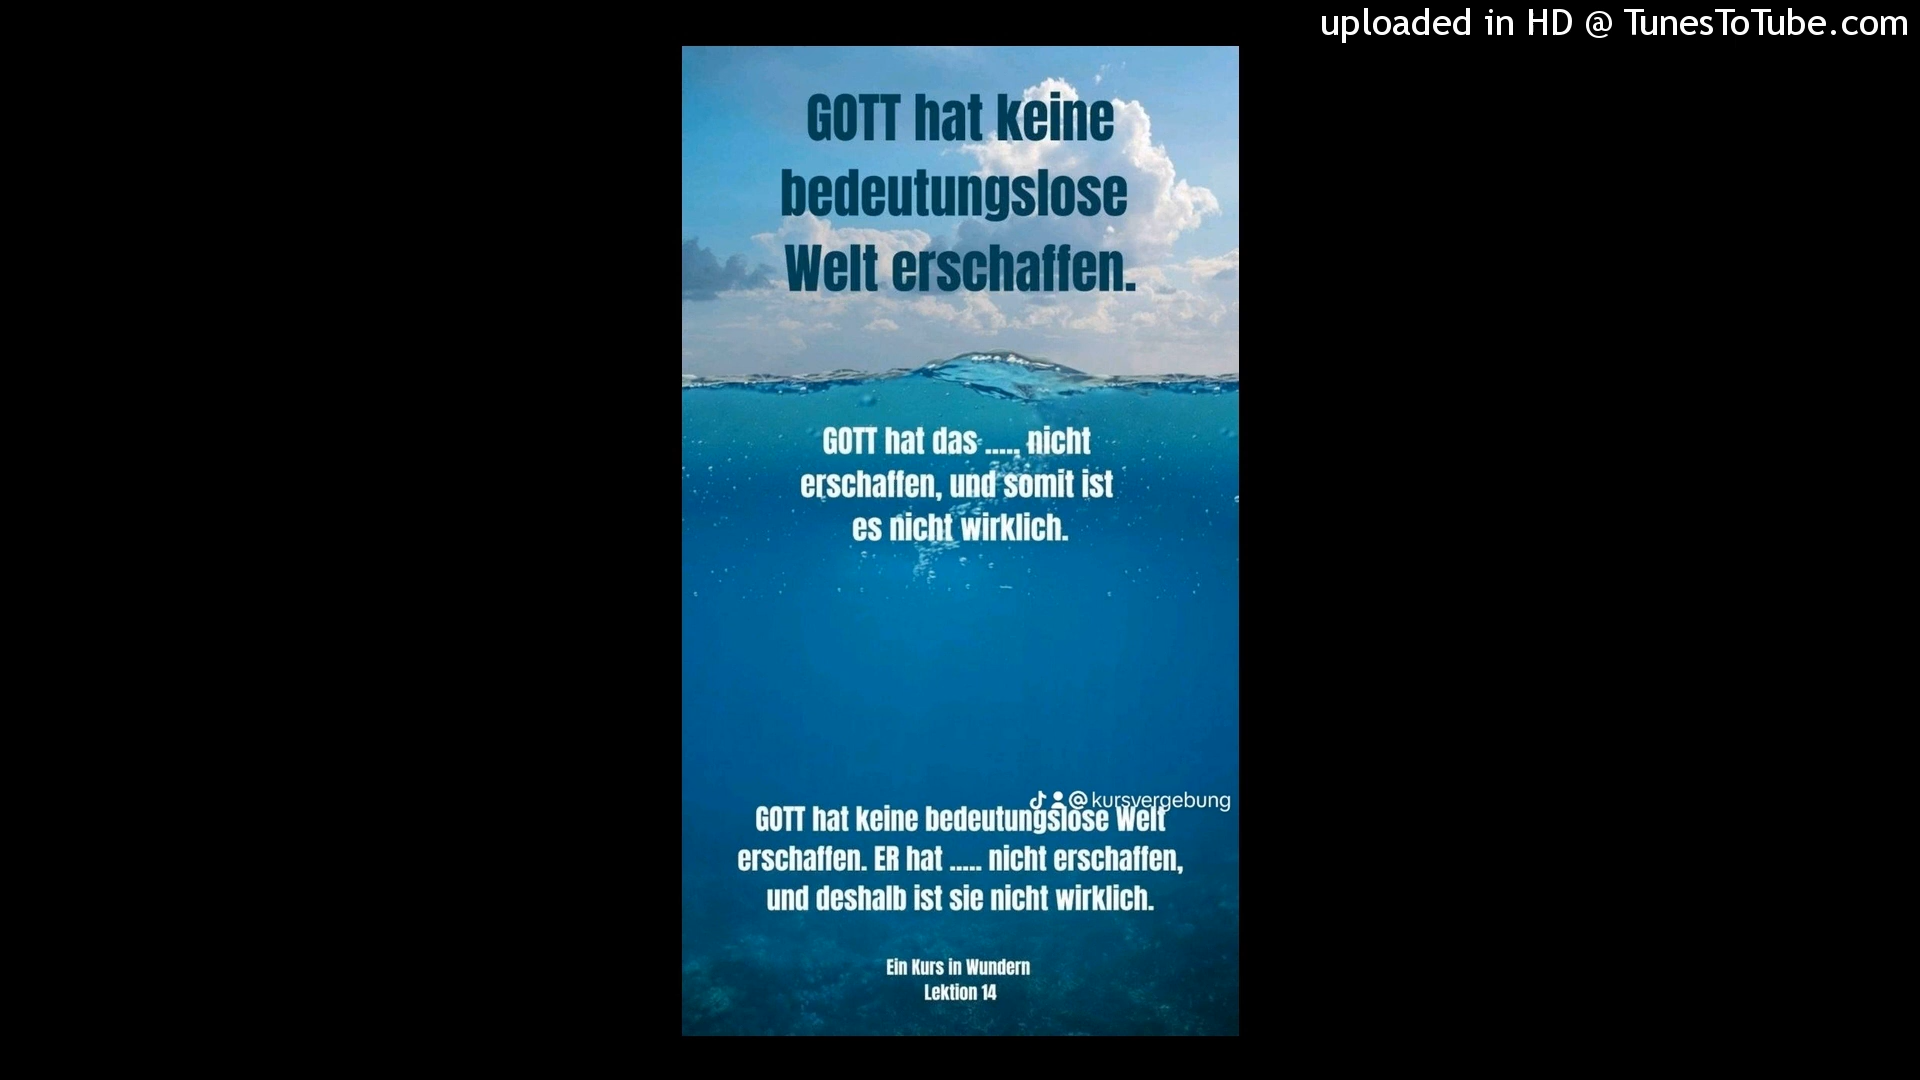 uploaded in HD @ TunesToTube.com
GOTT hat keine
bedeutungslose
Welt erschaffen.
GOTT hat das ..... nicht
erschaffen, und somit ist
es nicht wirklich.
@kursvergebung
GOTT hat keine bedeutungslose Welt
erschaffen. ER hat ..... nicht erschaffen,
und deshalb ist sie nicht wirklich.
Ein Kurs in Wundern
Lektion 14